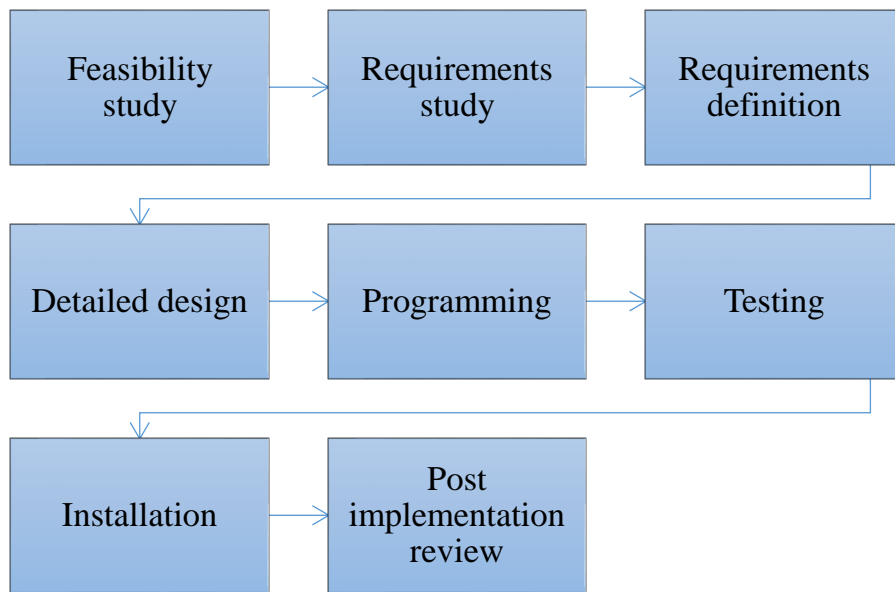 Feasibility
study
Requirements
study
Requirements
definition
Detailed design
Programming
Testing
Installation
Post
implementation
review